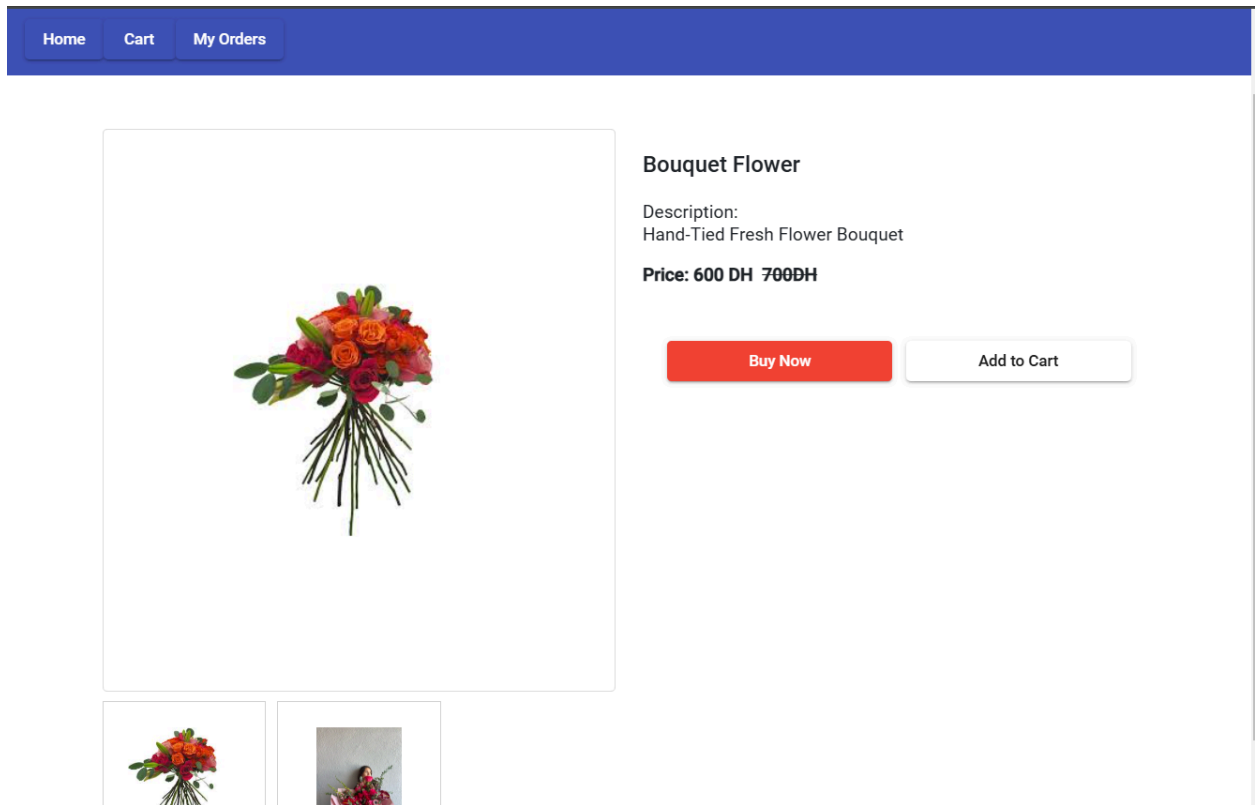 Home Cart My Orders
Bouquet Flower
Description:
Hand-Tied Fresh Flower Bouquet
Price: 600 DH 700DH
Buy Now Add to Cart